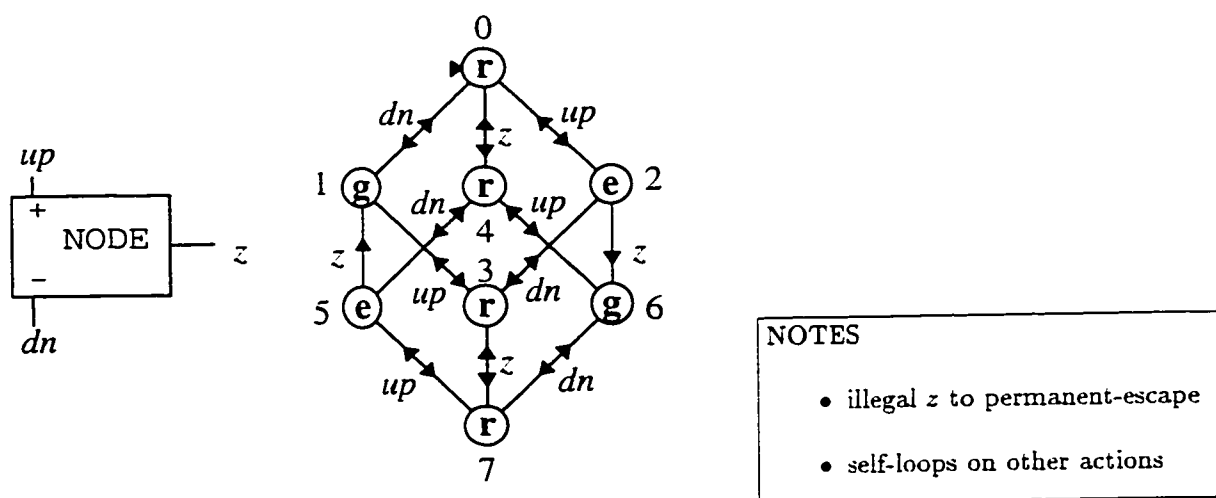 up
+
NODE
−
z
dn
0
r
dn
z
up
1
g
r
e
2
dn
4
up
z
z
3
5
e
r
g
6
up
dn
up
z
dn
r
7
NOTES
• illegal z to permanent-escape
• self-loops on other actions